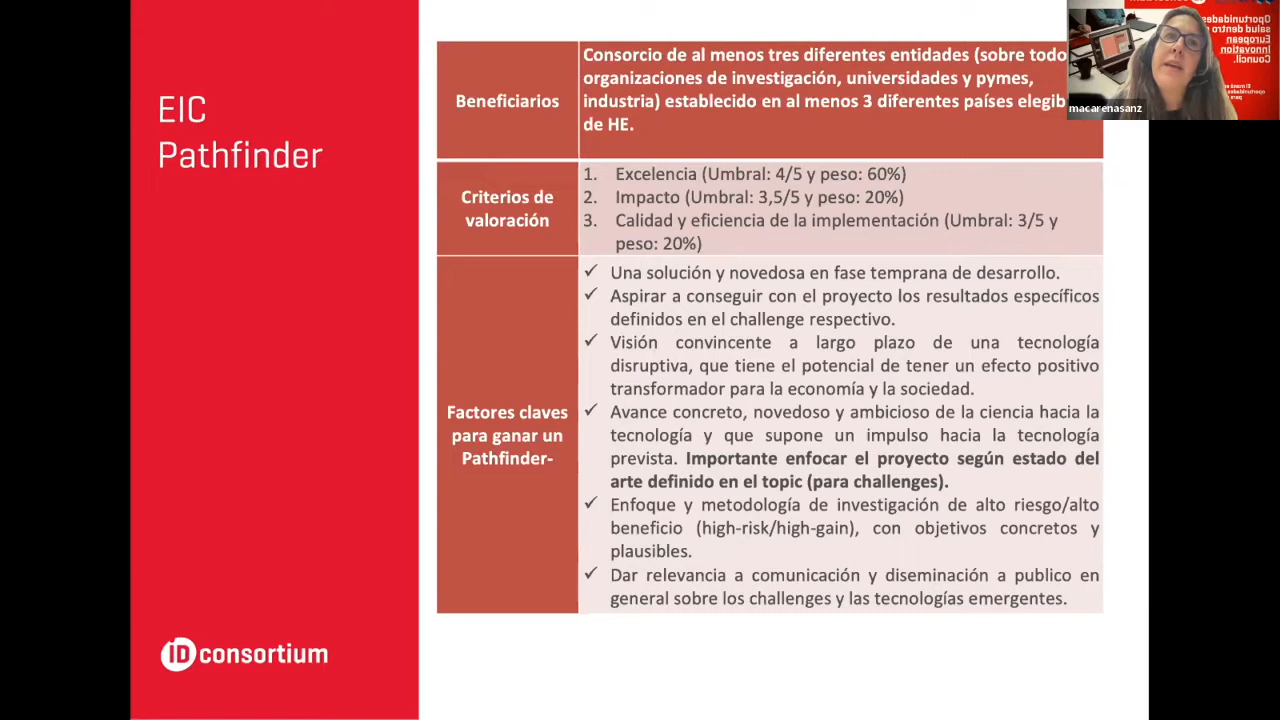 EIC
Pathfinder
Beneficiarios
Consorcio de al menos tres diferentes entidades (sobre todo
organizaciones de investigación, universidades y pymes,
industria) establecido en al menos 3 diferentes países elegib
de HE.
Criterios de
valoración
1. Excelencia (Umbral: 4/5 y peso: 60%)
2. Impacto (Umbral: 3,5/5 y peso: 20%)
3. Calidad y eficiencia de la implementación (Umbral: 3/5 y
peso: 20%)
Factores claves
para ganar un
Pathfinder-
✓ Una solución y novedosa en fase temprana de desarrollo.
✓ Aspirar a conseguir con el proyecto los resultados específicos
definidos en el challenge respectivo.
✓ Visión convincente a largo plazo de una tecnología
disruptiva, que tiene el potencial de tener un efecto positivo
transformador para la economía y la sociedad.
✓ Avance concreto, novedoso y ambicioso de la ciencia hacia la
tecnología y que supone un impulso hacia la tecnología
prevista. Importante enfocar el proyecto según estado del
arte definido en el topic (para challenges).
✓ Enfoque y metodología de investigación de alto riesgo/alto
beneficio (high-risk/high-gain), con objetivos concretos y
plausibles.
✓ Dar relevancia a comunicación y diseminación a publico en
general sobre los challenges y las tecnologías emergentes.
ID consortium
macarenasanz
Oportunidades
salud dentro
European
Innovation
Council.